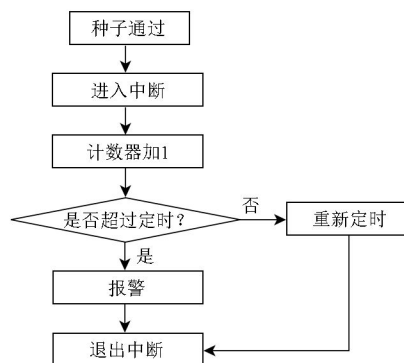 种子通过
进入中断
计数器加1
是否超过定时?
否
重新定时
是
报警
退出中断